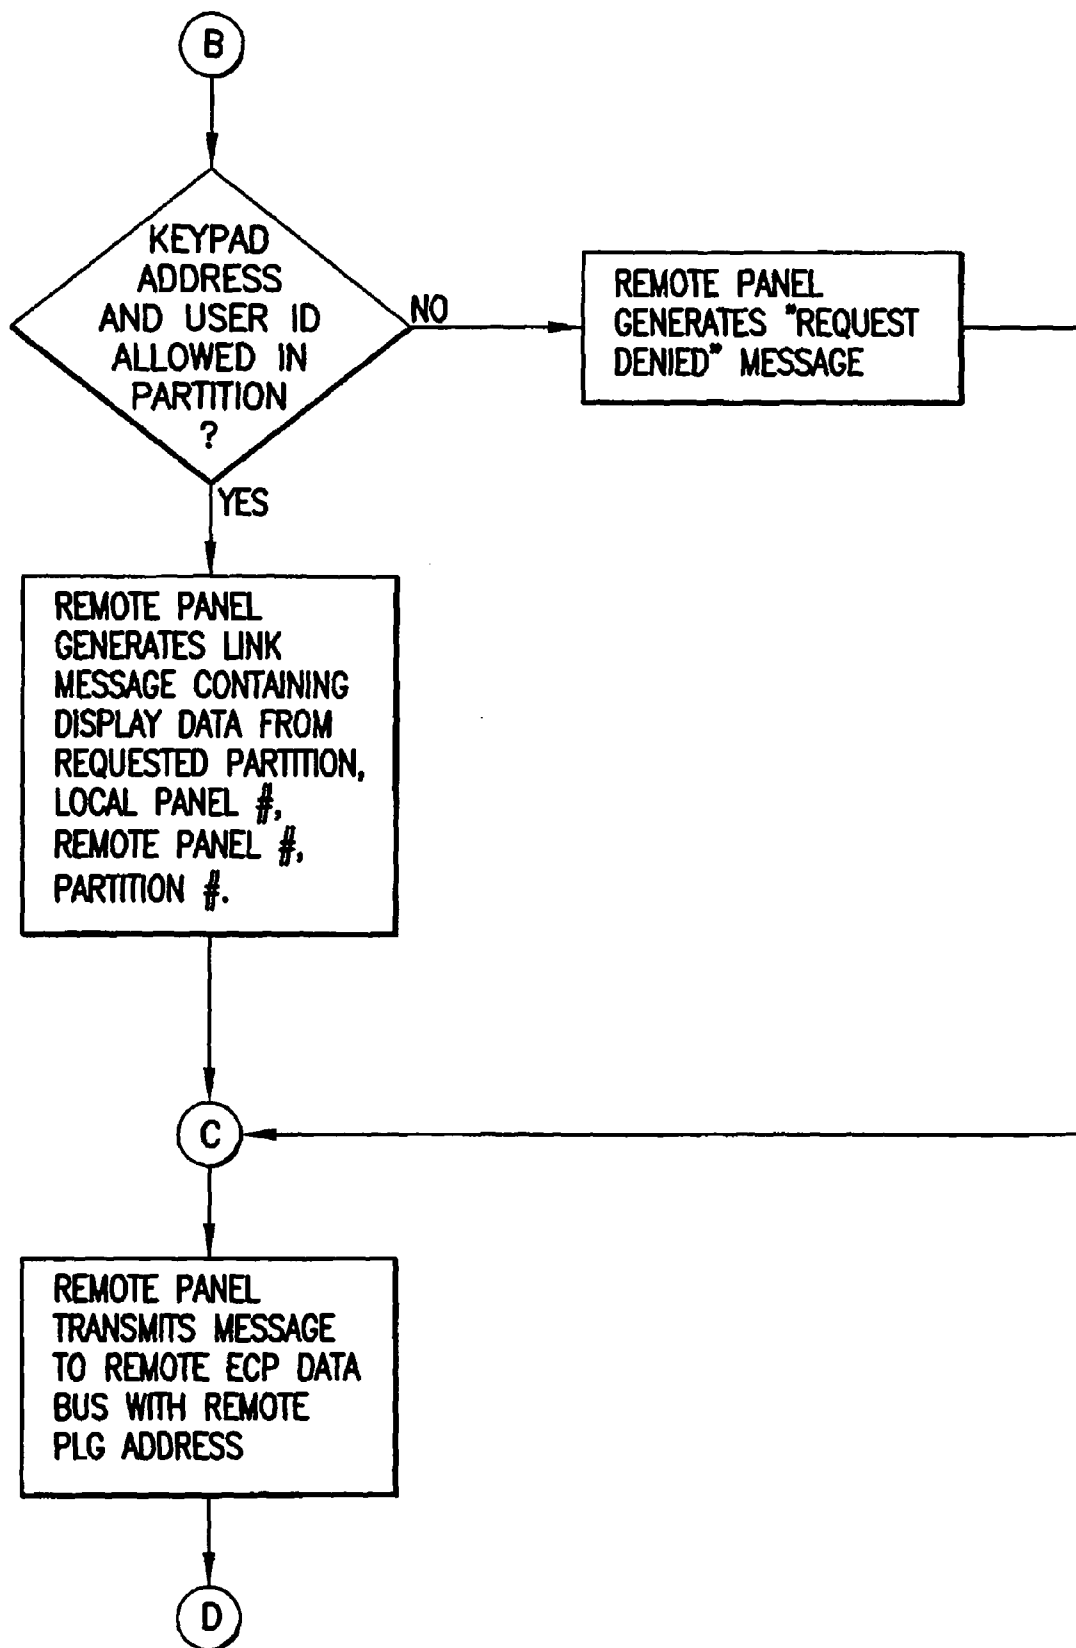 B
KEYPAD
ADDRESS
AND USER ID
ALLOWED IN
PARTITION
?
NO
REMOTE PANEL
GENERATES "REQUEST
DENIED" MESSAGE
YES
REMOTE PANEL
GENERATES LINK
MESSAGE CONTAINING
DISPLAY DATA FROM
REQUESTED PARTITION,
LOCAL PANEL #,
REMOTE PANEL #,
PARTITION #.
C
REMOTE PANEL
TRANSMITS MESSAGE
TO REMOTE ECP DATA
BUS WITH REMOTE
PLG ADDRESS
D